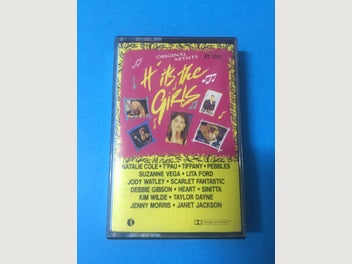 ORIGINAL
ARTISTS
Hits the
GiRLS
NATALIE COLE • T'PAU • TIFFANY • PEBBLES
SUZANNE VEGA • LITA FORD
JODY WATLEY • SCARLET FANTASTIC
DEBBIE GIBSON • HEART • SINITTA
KIM WILDE • TAYLOR DAYNE
JENNY MORRIS • JANET JACKSON